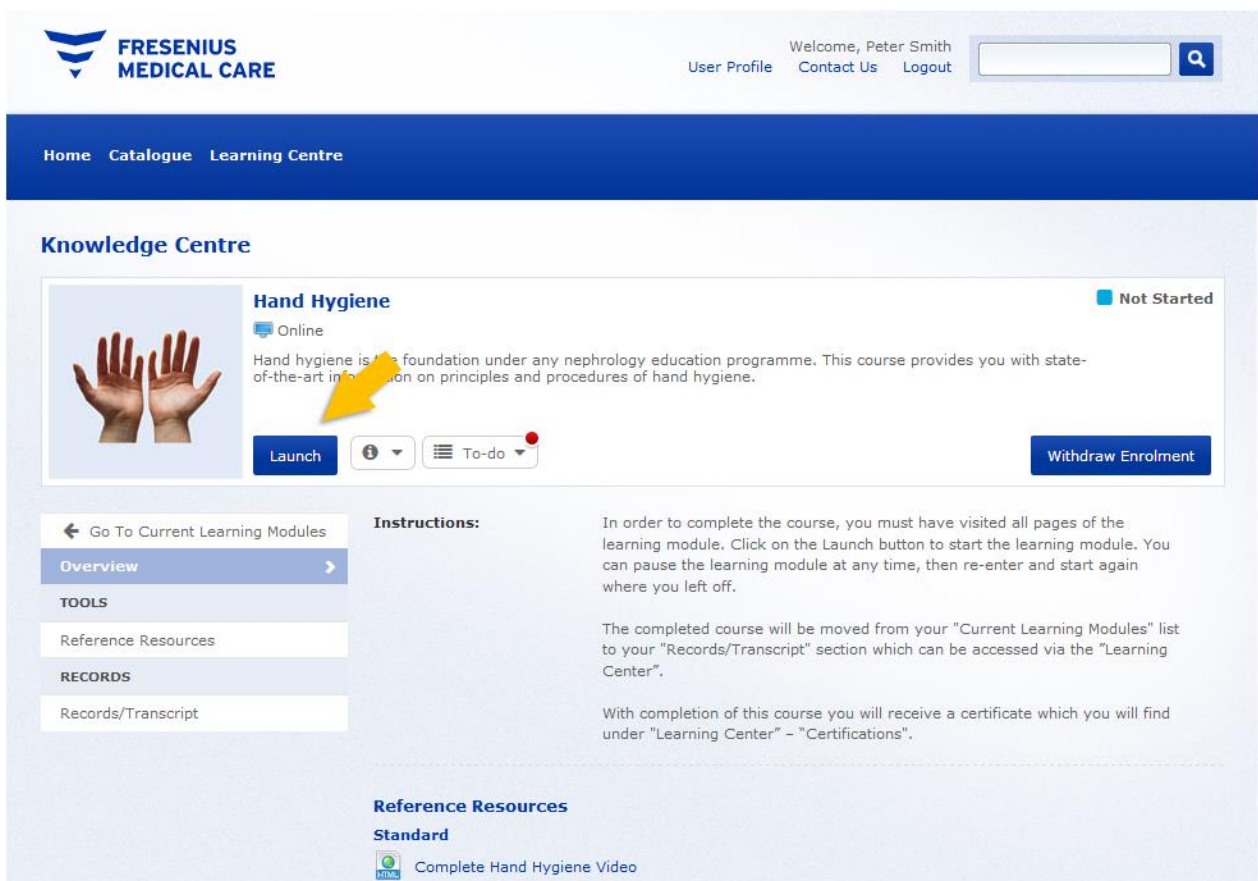 FRESENIUS
MEDICAL CARE
Welcome, Peter Smith
User Profile Contact Us Logout
Home Catalogue Learning Centre
Knowledge Centre
Hand Hygiene
Not Started
Online
Hand hygiene is the foundation under any nephrology education programme. This course provides you with state-
of-the-art information on principles and procedures of hand hygiene.
Launch
To-do
Withdraw Enrolment
Go To Current Learning Modules
Overview
TOOLS
Reference Resources
RECORDS
Records/Transcript
Instructions:
In order to complete the course, you must have visited all pages of the
learning module. Click on the Launch button to start the learning module. You
can pause the learning module at any time, then re-enter and start again
where you left off.
The completed course will be moved from your "Current Learning Modules" list
to your "Records/Transcript" section which can be accessed via the "Learning
Center”.
With completion of this course you will receive a certificate which you will find
under "Learning Center” – “Certifications".
Reference Resources
Standard
HTML
Complete Hand Hygiene Video